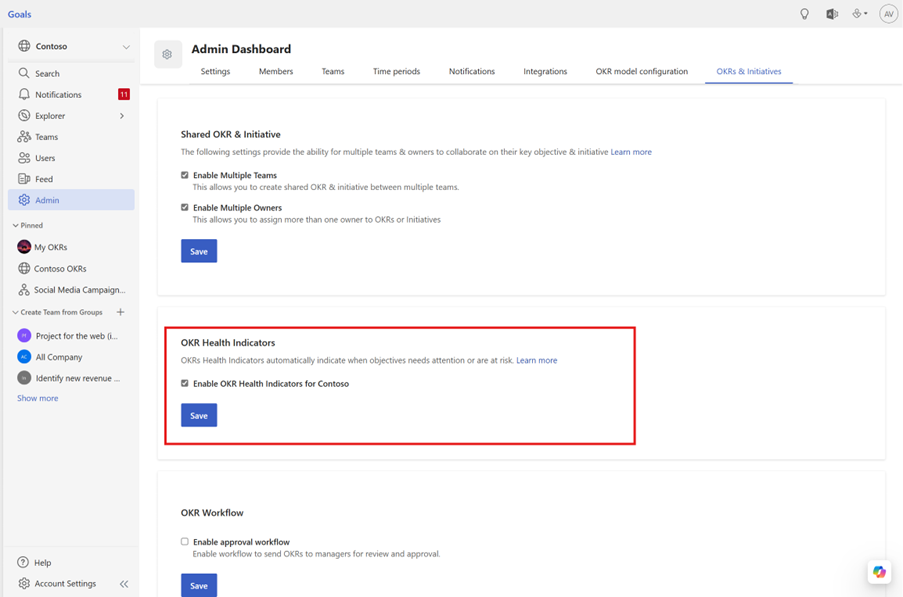 Goals
AV
Contoso
Admin Dashboard
Settings
Members
Teams
Time periods
Notifications
Integrations
OKR model configuration
OKRs & Initiatives
Search
Notifications
11
Explorer
Teams
Users
Feed
Admin
Pinned
My OKRs
Contoso OKRs
Social Media Campaign...
Create Team from Groups
Project for the web (i...
AC
All Company
Identify new revenue ...
Show more
Help
Account Settings
Shared OKR & Initiative
The following settings provide the ability for multiple teams & owners to collaborate on their key objective & initiative Learn more
Enable Multiple Teams
This allows you to create shared OKR & initiative between multiple teams.
Enable Multiple Owners
This allows you to assign more than one owner to OKRs or Initiatives
Save
OKR Health Indicators
OKRs Health Indicators automatically indicate when objectives needs attention or are at risk. Learn more
Enable OKR Health Indicators for Contoso
Save
OKR Workflow
Enable approval workflow
Enable workflow to send OKRs to managers for review and approval.
Save